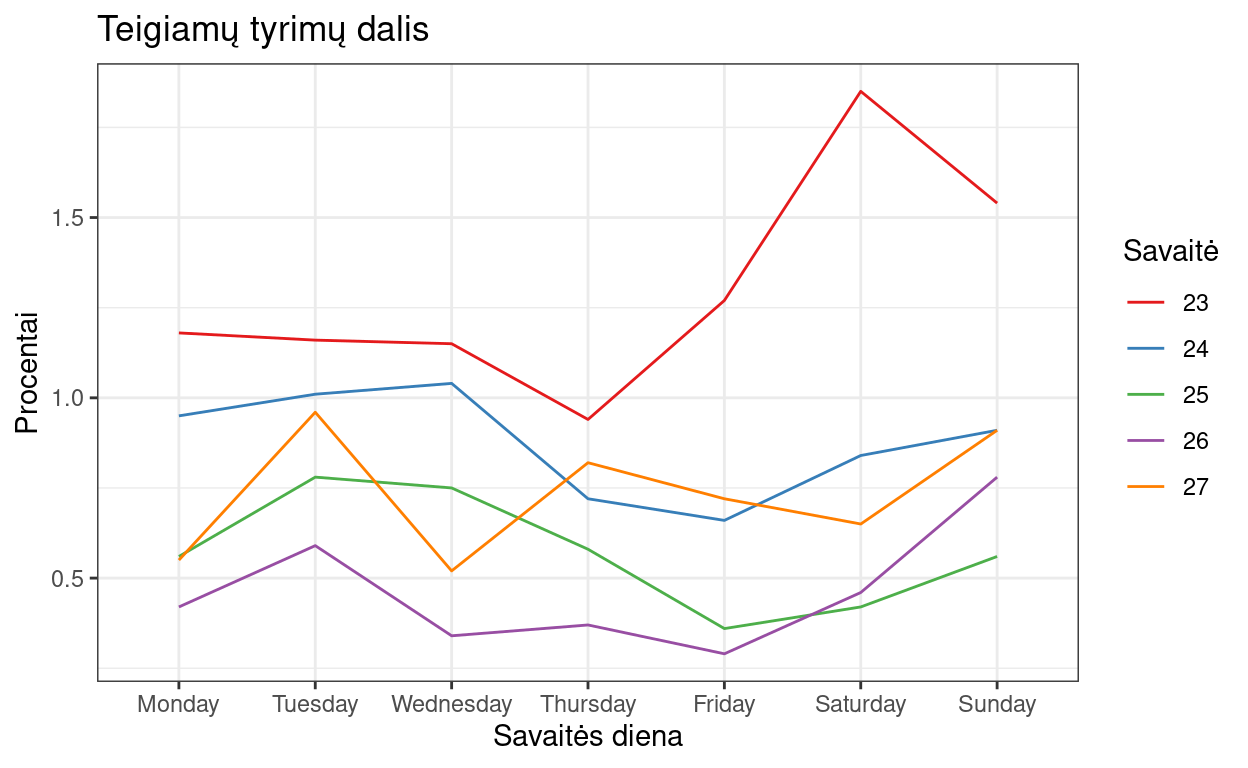 Teigiamų tyrimų dalis
Procentai
1.5
1.0
0.5
Monday Tuesday Wednesday Thursday Friday Saturday Sunday
Savaitės diena
Savaitė
23
24
25
26
27